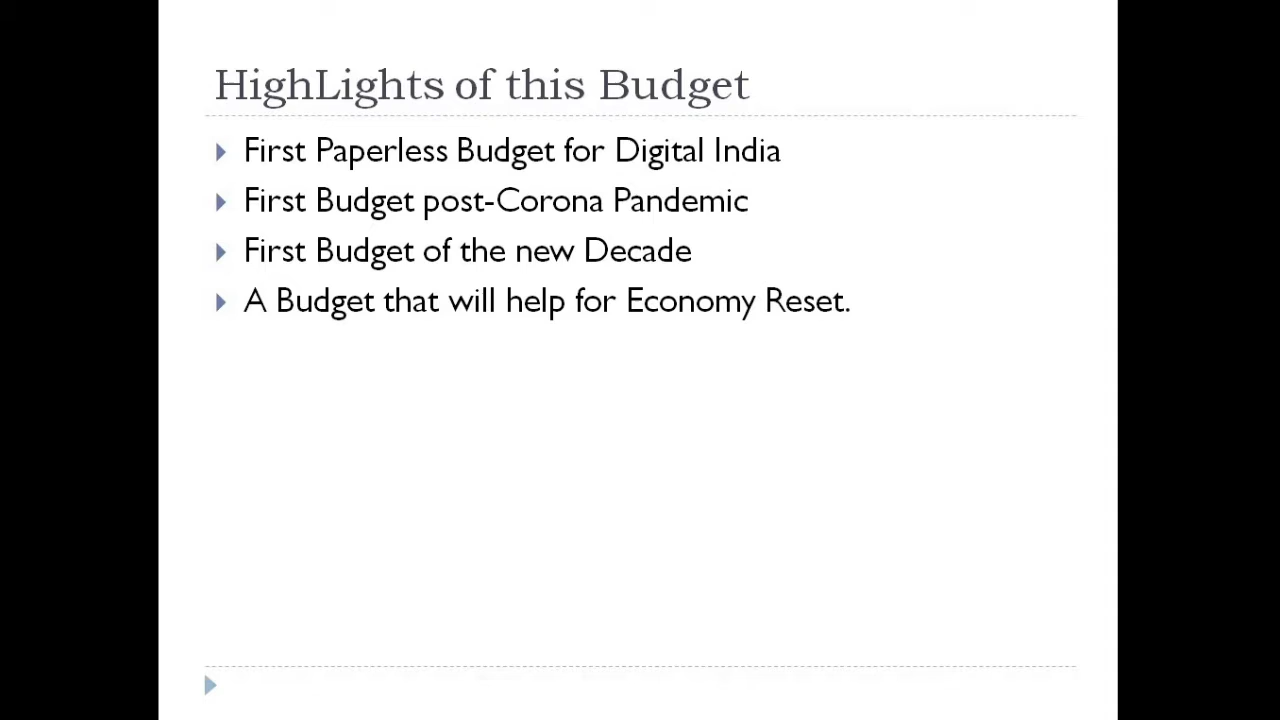 HighLights of this Budget
First Paperless Budget for Digital India
First Budget post-Corona Pandemic
First Budget of the new Decade
A Budget that will help for Economy Reset.